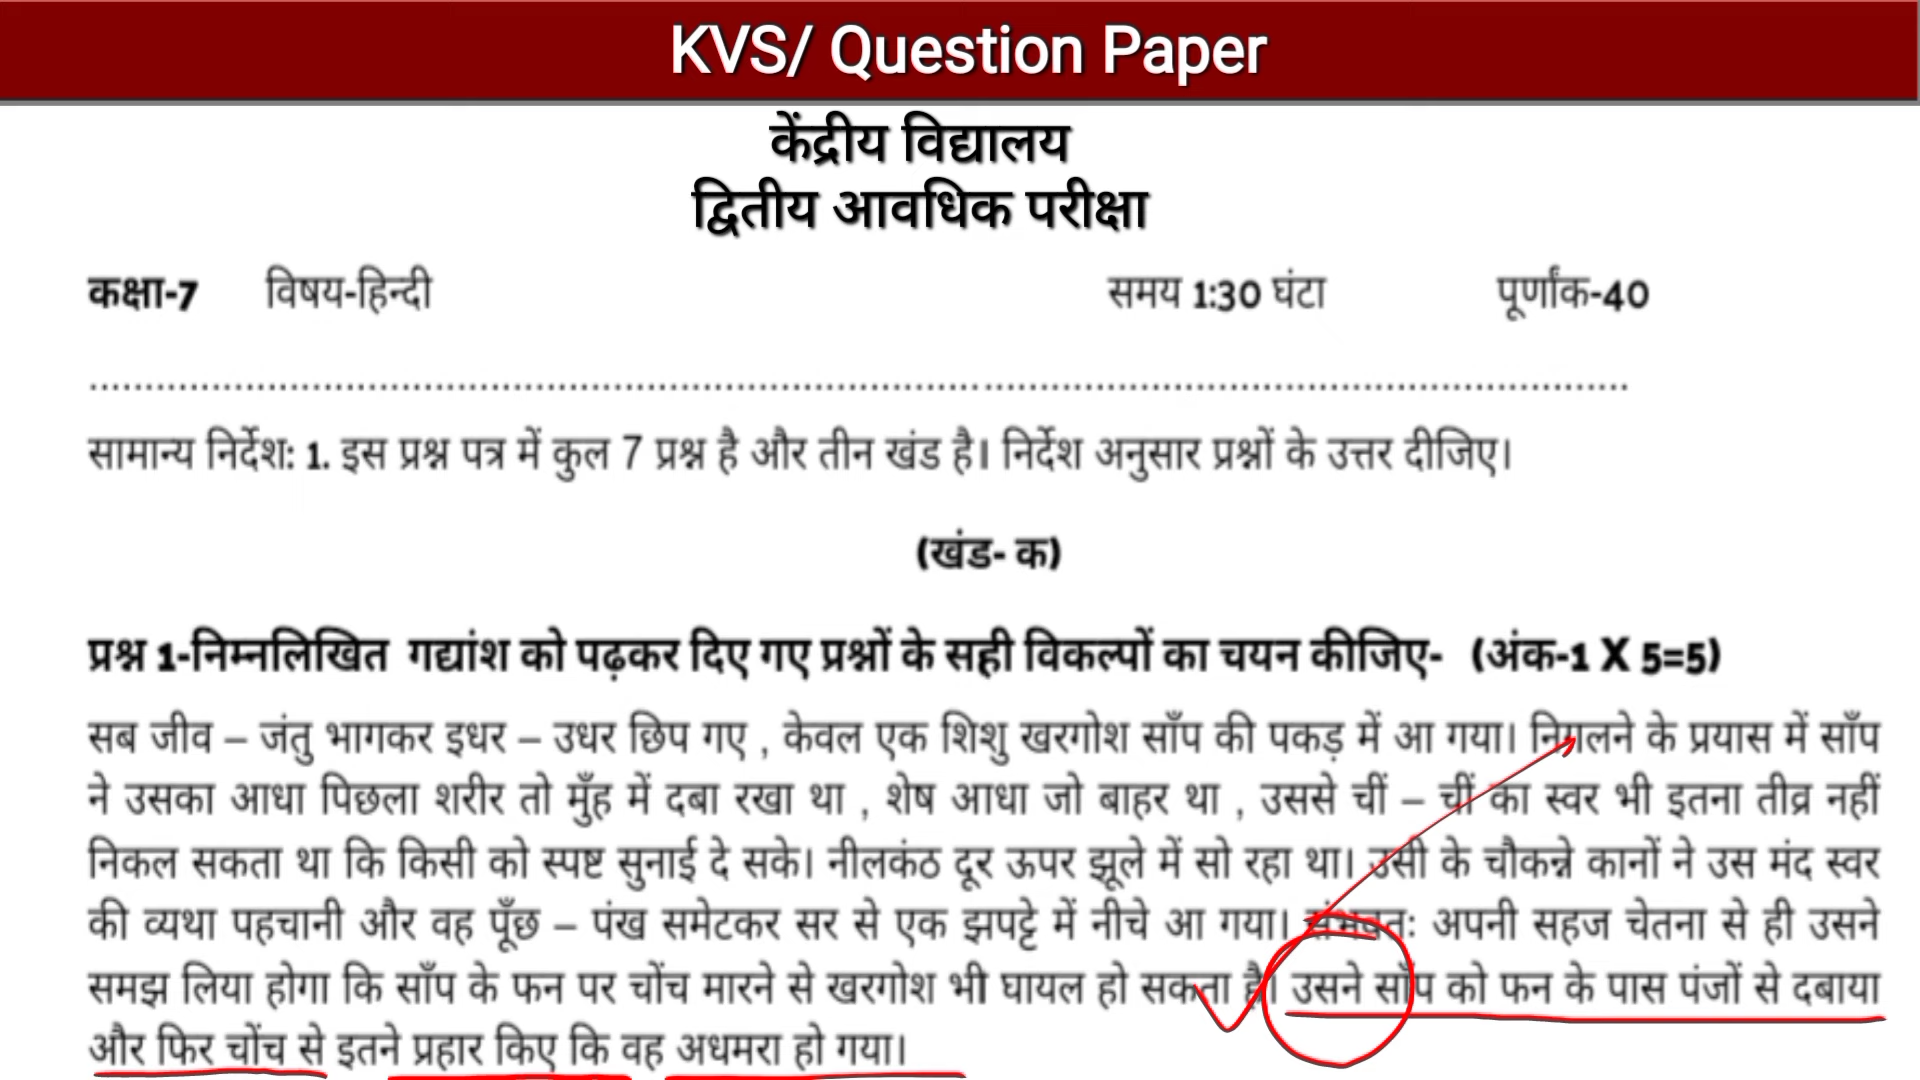 KVS/ Question Paper
केंद्रीय विद्यालय
द्वितीय आवधिक परीक्षा
कक्षा-7 विषय-हिन्दी समय 1:30 घंटा पूर्णांक-40
सामान्य निर्देश: 1. इस प्रश्न पत्र में कुल 7 प्रश्न है और तीन खंड है। निर्देश अनुसार प्रश्नों के उत्तर दीजिए।
(खंड- क)
प्रश्न 1-निम्नलिखित गद्यांश को पढ़कर दिए गए प्रश्नों के सही विकल्पों का चयन कीजिए- (अंक-1 X 5=5)
सब जीव – जंतु भागकर इधर – उधर छिप गए , केवल एक शिशु खरगोश साँप की पकड़ में आ गया। निगलने के प्रयास में साँप
ने उसका आधा पिछला शरीर तो मुँह में दबा रखा था , शेष आधा जो बाहर था , उससे चीं – चीं का स्वर भी इतना तीव्र नहीं
निकल सकता था कि किसी को स्पष्ट सुनाई दे सके। नीलकंठ दूर ऊपर झूले में सो रहा था। उसी के चौकन्ने कानों ने उस मंद स्वर
की व्यथा पहचानी और वह पूँछ – पंख समेटकर सर से एक झपट्टे में नीचे आ गया। संभवत: अपनी सहज चेतना से ही उसने
समझ लिया होगा कि साँप के फन पर चोंच मारने से खरगोश भी घायल हो सकता है। उसने साँप को फन के पास पंजों से दबाया
और फिर चोंच से इतने प्रहार किए कि वह अधमरा हो गया।